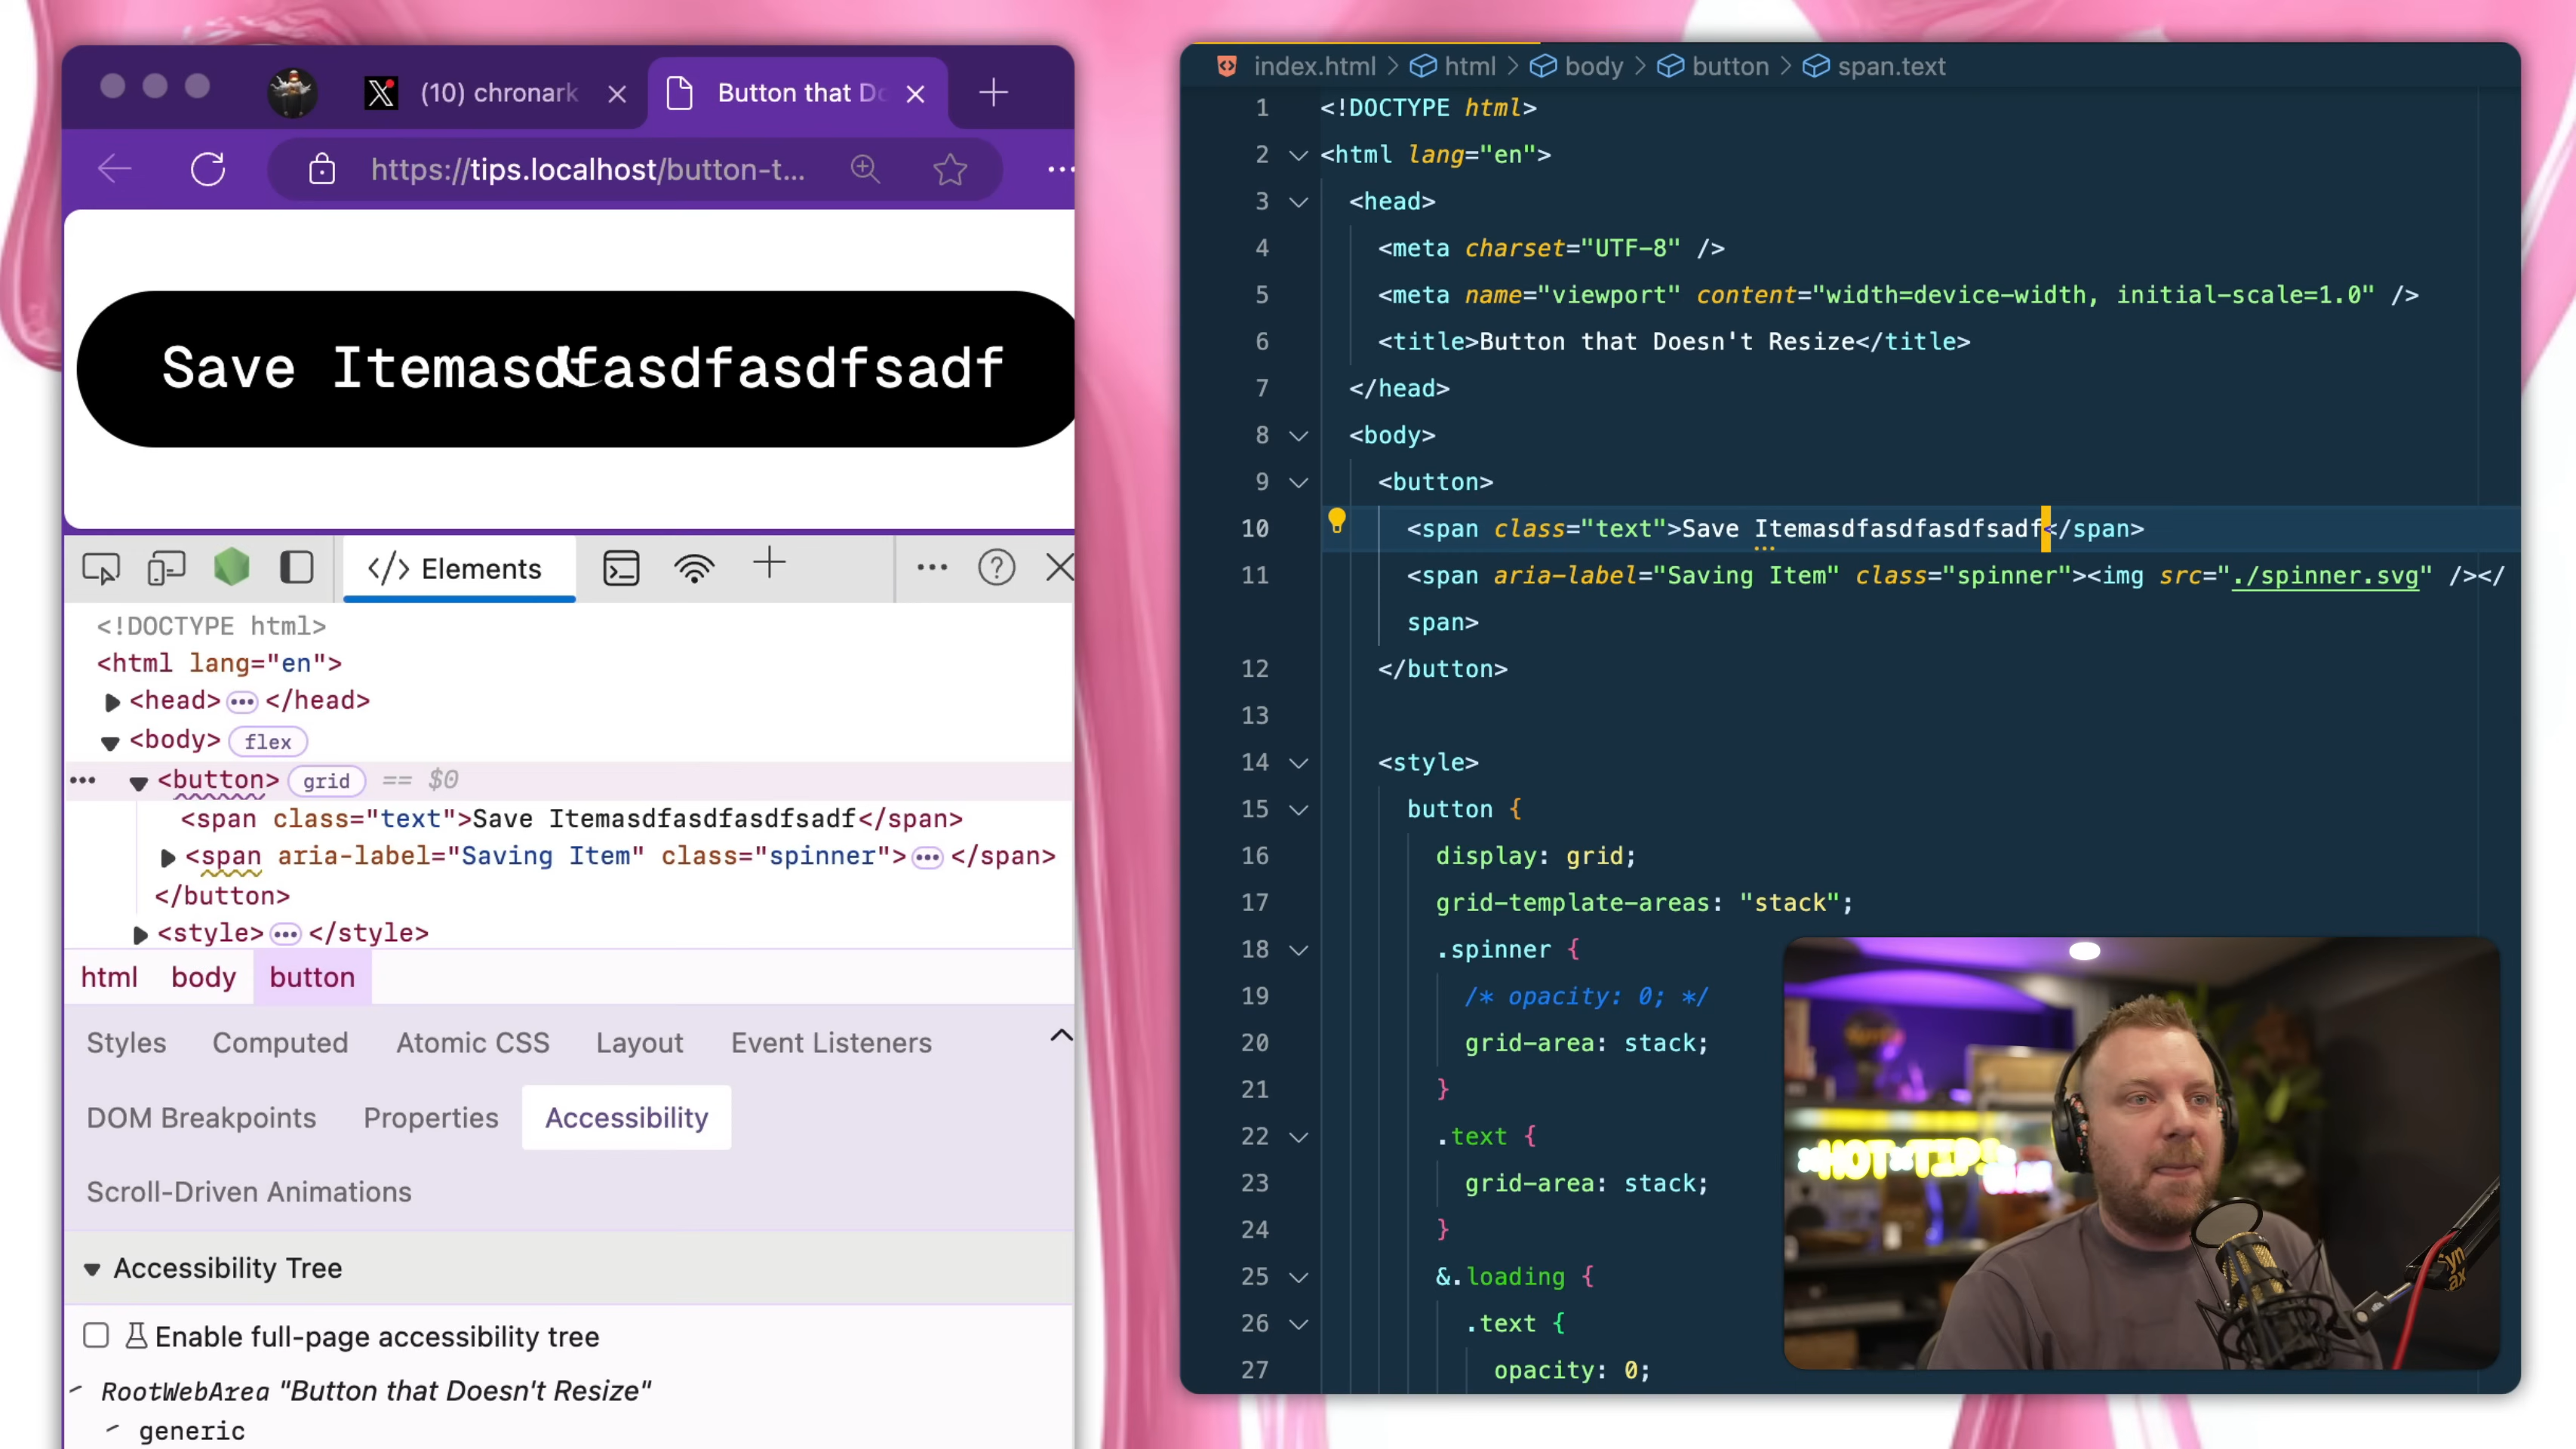 (10) chronark
Button that Do
https://tips.localhost/button-t...
Save Itemasdfasdfasdfsadf
</> Elements
<!DOCTYPE html>
<html lang="en">
<head> ••• </head>
<body> flex
••• <button> grid == $0
<span class="text">Save Itemasdfasdfasdfsadf</span>
<span aria-label="Saving Item" class="spinner"> ••• </span>
</button>
<style> ••• </style>
html body button
Styles Computed Atomic CSS Layout Event Listeners
DOM Breakpoints Properties Accessibility
Scroll-Driven Animations
Accessibility Tree
Enable full-page accessibility tree
RootWebArea "Button that Doesn't Resize"
generic
index.html > html > body > button > span.text
1 <!DOCTYPE html>
2 <html lang="en">
3 <head>
4 <meta charset="UTF-8" />
5 <meta name="viewport" content="width=device-width, initial-scale=1.0" />
6 <title>Button that Doesn't Resize</title>
7 </head>
8 <body>
9 <button>
10 <span class="text">Save Itemasdfasdfasdfsadf</span>
11 <span aria-label="Saving Item" class="spinner"><img src="./spinner.svg" /></
span>
12 </button>
13
14 <style>
15 button {
16 display: grid;
17 grid-template-areas: "stack";
18 .spinner {
19 /* opacity: 0; */
20 grid-area: stack;
21 }
22 .text {
23 grid-area: stack;
24 }
25 &.loading {
26 .text {
27 opacity: 0;
HOT TIP!